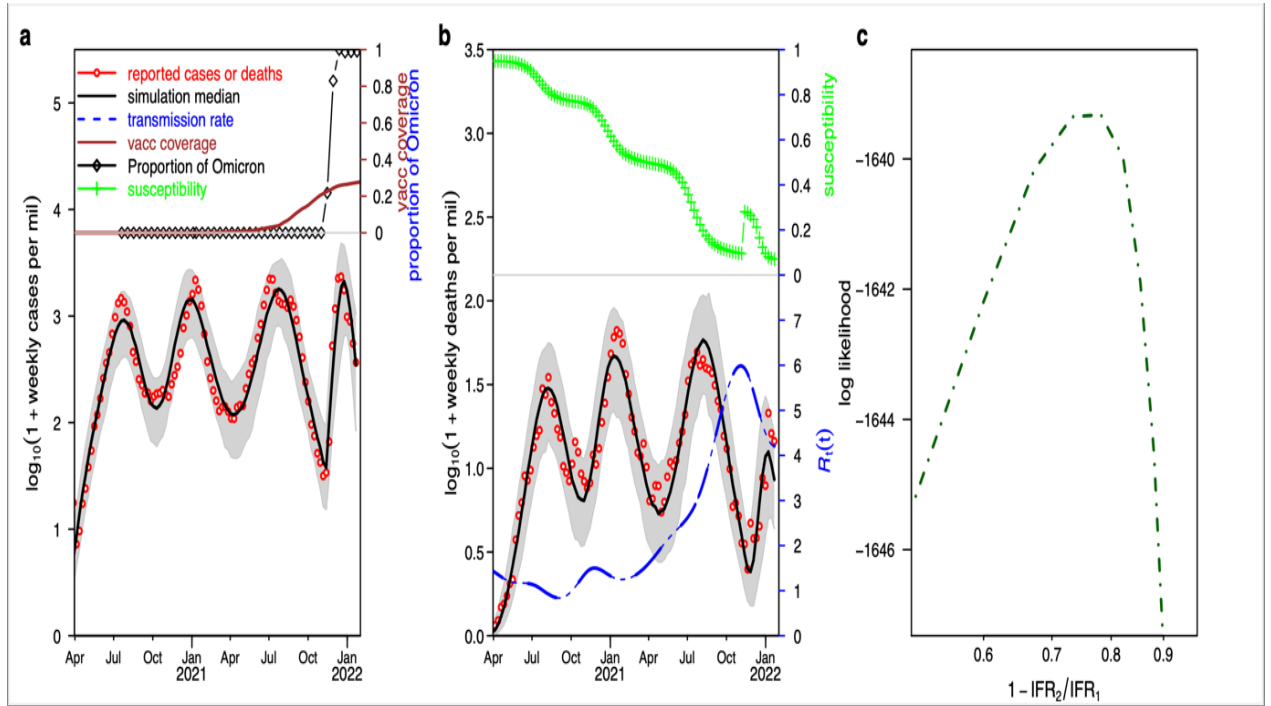 a
b
c
reported cases or deaths
simulation median
transmission rate
vacc coverage
Proportion of Omicron
susceptibility
log₁₀(1 + weekly cases per mil)
0
1
2
3
4
5
0
0.2
0.4
0.6
0.8
1
vacc coverage
proportion of Omicron
Apr Jul Oct Jan Apr Jul Oct Jan
2021 2022
log₁₀(1 + weekly deaths per mil)
0.0
0.5
1.0
1.5
2.0
2.5
3.0
3.5
0
0.2
0.4
0.6
0.8
1
susceptibility
0
1
2
3
4
5
6
7
Rₜ(t)
Apr Jul Oct Jan Apr Jul Oct Jan
2021 2022
log likelihood
−1640
−1642
−1644
−1646
0.6 0.7 0.8 0.9
1 − IFR₂/IFR₁